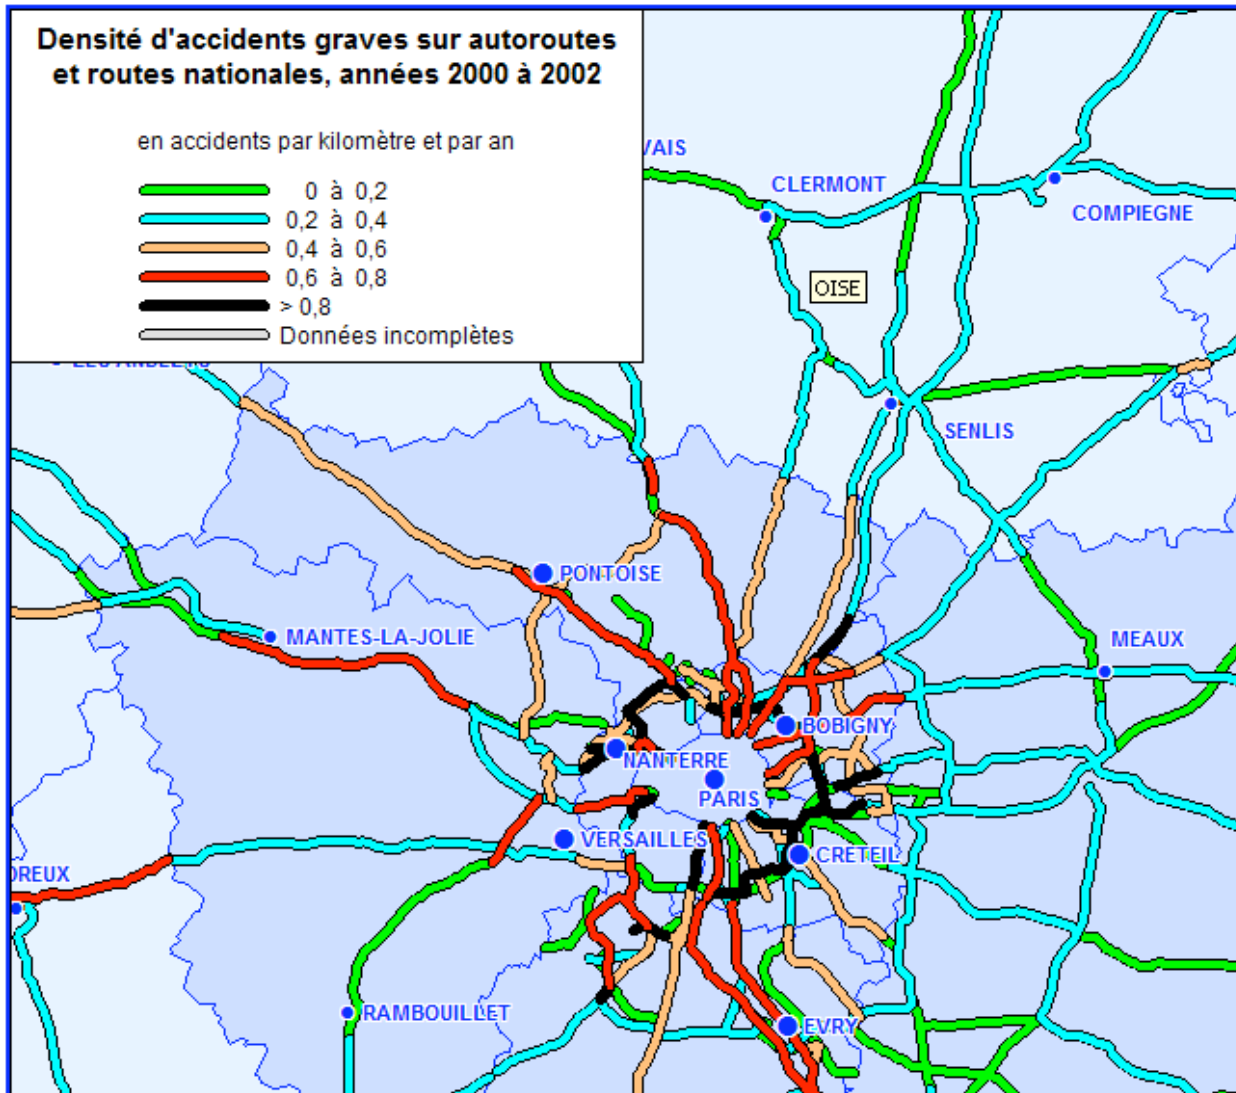 Densité d'accidents graves sur autoroutes
et routes nationales, années 2000 à 2002
en accidents par kilomètre et par an
0 à 0,2
0,2 à 0,4
0,4 à 0,6
0,6 à 0,8
> 0,8
Données incomplètes
VAIS
CLERMONT
COMPIEGNE
OISE
SENLIS
PONTOISE
MANTES-LA-JOLIE
MEAUX
BOBIGNY
NANTERRE
PARIS
VERSAILLES
CRETEIL
DREUX
RAMBOUILLET
EVRY